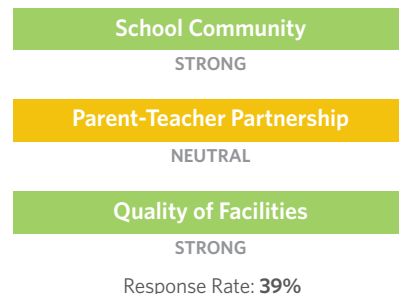 School Community
STRONG
Parent-Teacher Partnership
NEUTRAL
Quality of Facilities
STRONG
Response Rate: 39%